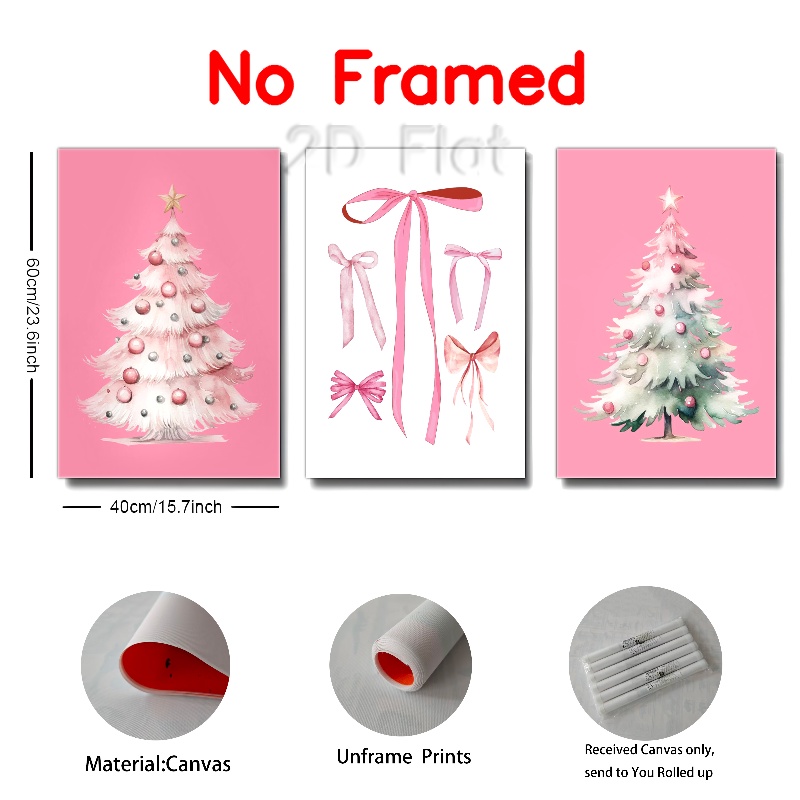 No Framed
2D Flat
60cm/23.6inch
40cm/15.7inch
Material:Canvas
Unframe Prints
Received Canvas only,
send to You Rolled up